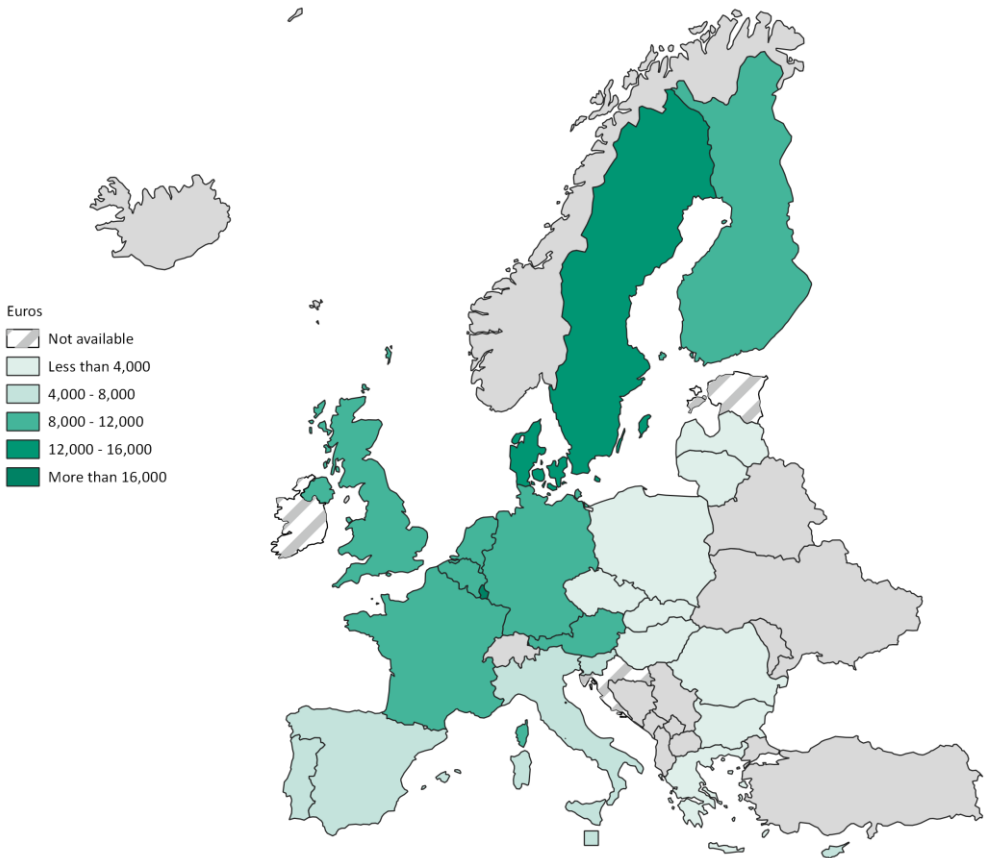 Euros
Not available
Less than 4,000
4,000 - 8,000
8,000 - 12,000
12,000 - 16,000
More than 16,000